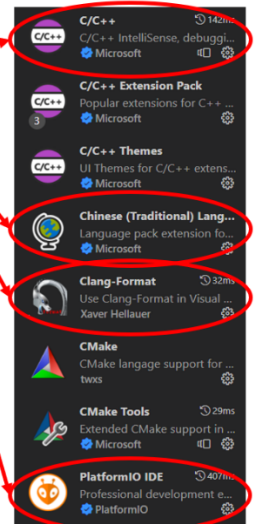 C/C++
142ms
C/C++
C/C++ IntelliSense, debuggi...
Microsoft
C/C++ Extension Pack
C/C++
Popular extensions for C++ ...
3
Microsoft
C/C++ Themes
C/C++
UI Themes for C/C++ extens...
Microsoft
Chinese (Traditional) Lang...
Language pack extension fo...
Microsoft
Clang-Format
32ms
Use Clang-Format in Visual ...
Xaver Hellauer
CMake
CMake langage support for ...
twxs
CMake Tools
29ms
Extended CMake support in ...
Microsoft
PlatformIO IDE
407ms
Professional development e...
PlatformIO